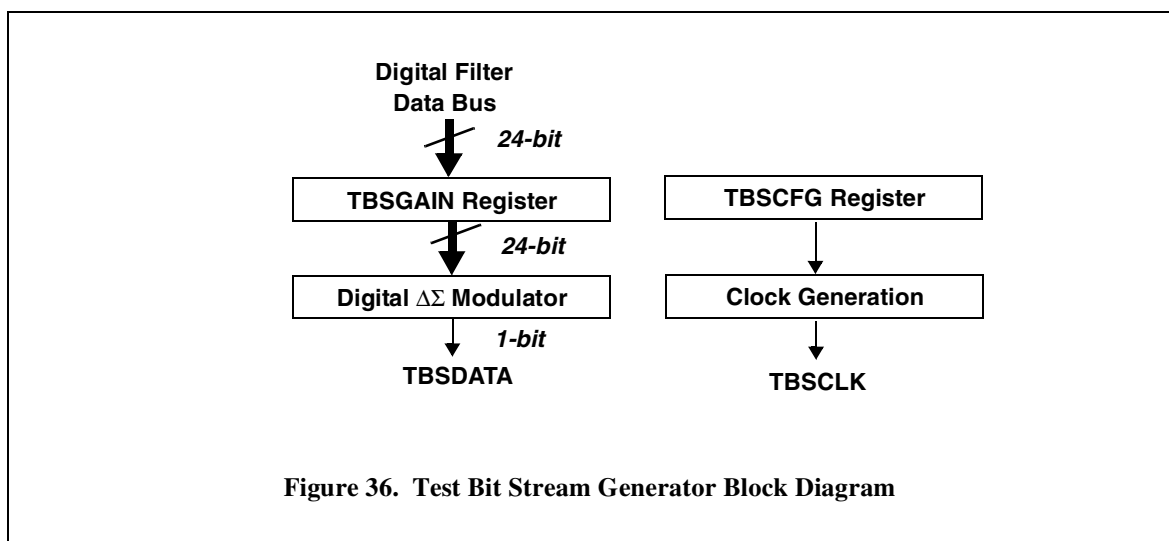 Digital Filter
Data Bus
24-bit
TBSGAIN Register
24-bit
Digital ΔΣ Modulator
1-bit
TBSDATA
TBSCFG Register
Clock Generation
TBSCLK
Figure 36. Test Bit Stream Generator Block Diagram